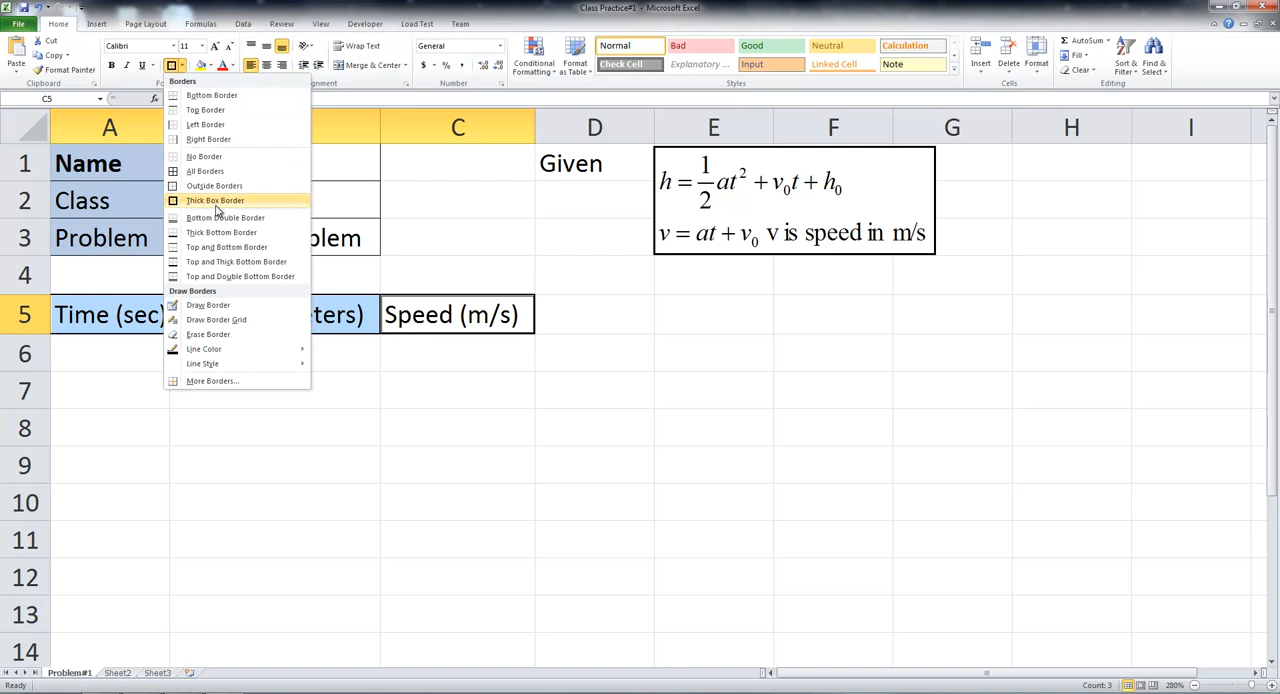 Class Practice#1 - Microsoft Excel
File Home Insert Page Layout Formulas Data Review View Developer Load Test Team
Cut
Copy
Format Painter
Paste
Clipboard
Calibri 11
B I U
Wrap Text
Merge & Center
General
$ % ,
Number
Conditional Formatting
Format as Table
Normal Bad Good Neutral Calculation
Check Cell Explanatory ... Input Linked Cell Note
Styles
Insert Delete Format
Cells
AutoSum
Fill
Clear
Sort & Filter
Find & Select
Editing
C5
fx
Borders
Bottom Border
Top Border
Left Border
Right Border
No Border
All Borders
Outside Borders
Thick Box Border
Bottom Double Border
Thick Bottom Border
Top and Bottom Border
Top and Thick Bottom Border
Top and Double Bottom Border
Draw Borders
Draw Border
Draw Border Grid
Erase Border
Line Color
Line Style
More Borders...
A C D E F G H I
1 Name Given
h = 1/2 at² + v₀t + h₀
v = at + v₀ v is speed in m/s
2 Class
3 Problem blem
4
5 Time (sec) ters) Speed (m/s)
6
7
8
9
10
11
12
13
14
Problem#1 Sheet2 Sheet3
Ready Count: 3 280%